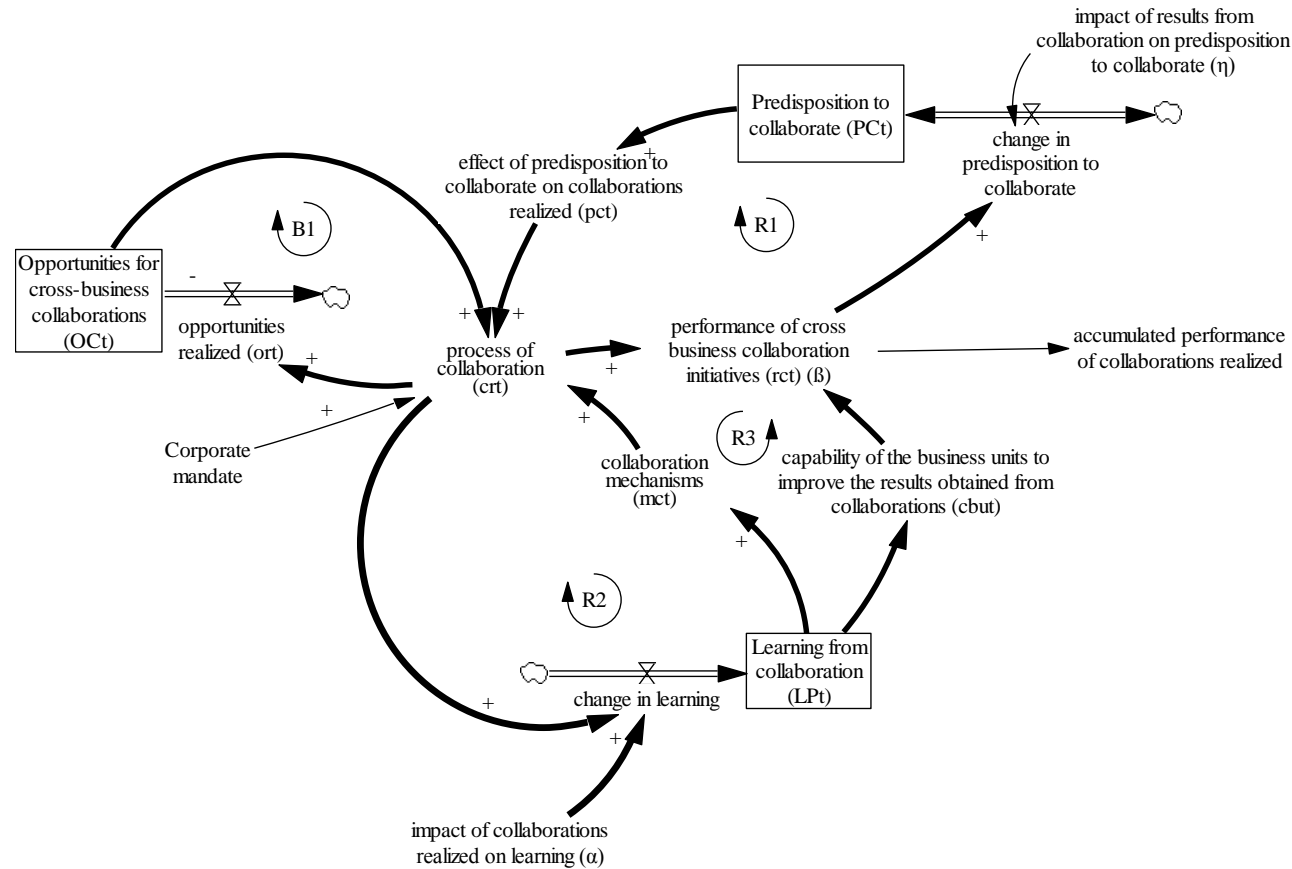 impact of results from
collaboration on predisposition
to collaborate (η)
Predisposition to
collaborate (PCt)
change in
predisposition to
collaborate
+
effect of predisposition to
collaborate on collaborations
realized (pct)
B1
R1
+
Opportunities for
cross-business
collaborations
(OCt)
-
opportunities
realized (ort)
+
+
+
process of
collaboration
(crt)
+
performance of cross
business collaboration
initiatives (rct) (ß)
accumulated performance
of collaborations realized
+
Corporate
mandate
+
R3
collaboration
mechanisms
(mct)
capability of the business units to
improve the results obtained from
collaborations (cbut)
+
R2
Learning from
collaboration
(LPt)
change in learning
+
+
impact of collaborations
realized on learning (α)